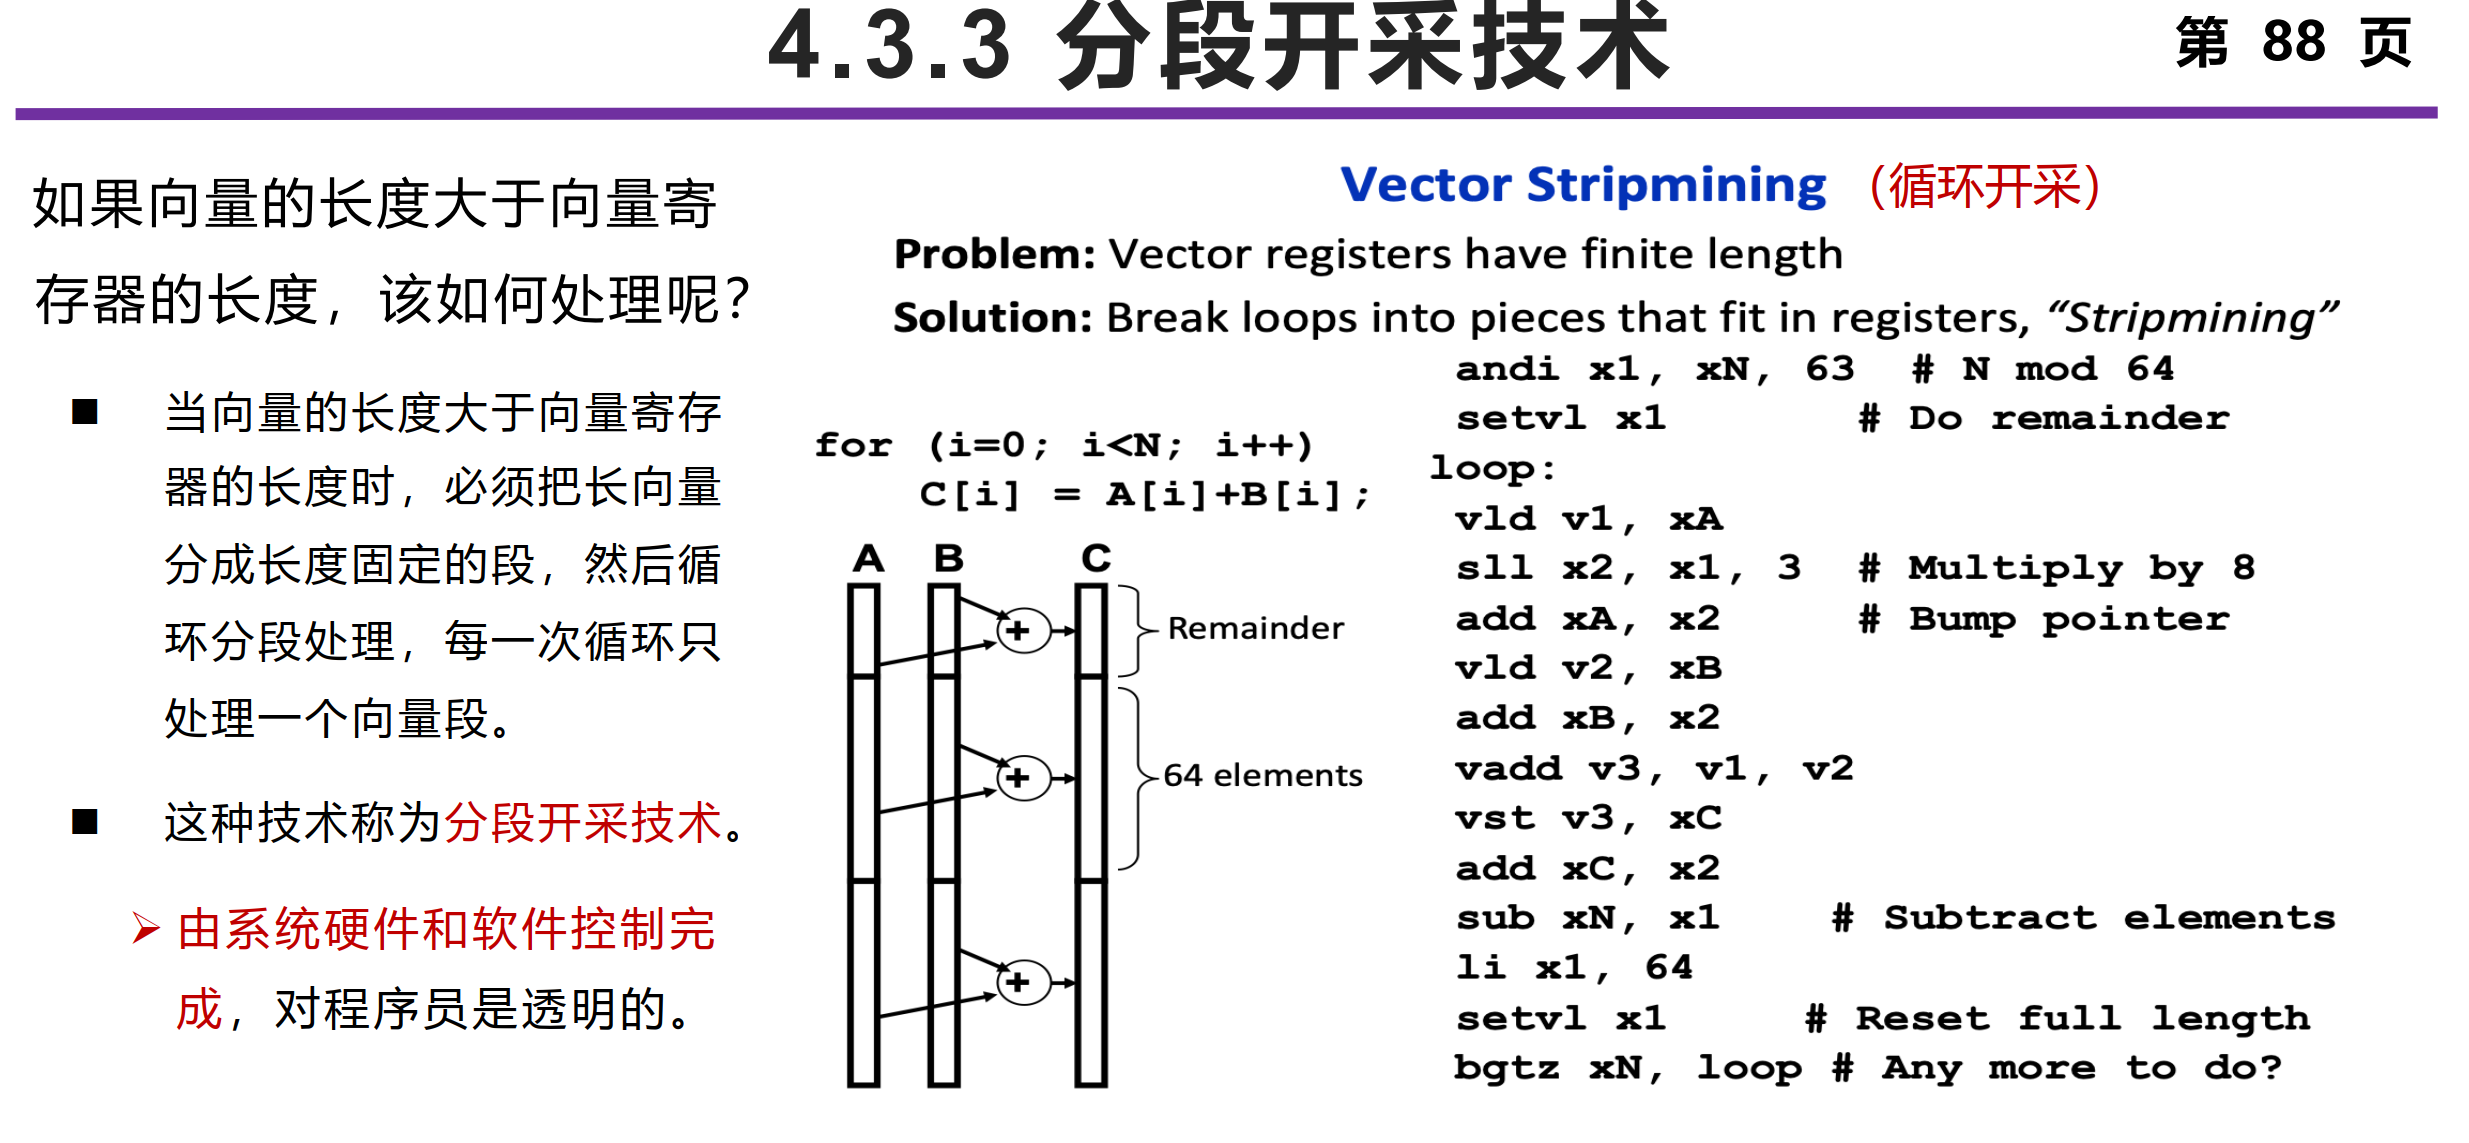 4.3.3 分段开采技术
第 88 页
如果向量的长度大于向量寄
存器的长度，该如何处理呢？
■ 当向量的长度大于向量寄存
器的长度时，必须把长向量
分成长度固定的段，然后循
环分段处理，每一次循环只
处理一个向量段。
■ 这种技术称为分段开采技术。
➢ 由系统硬件和软件控制完
成，对程序员是透明的。
Vector Stripmining （循环开采）
Problem: Vector registers have finite length
Solution: Break loops into pieces that fit in registers, “Stripmining”
for (i=0; i<N; i++)
C[i] = A[i]+B[i];
A B C
+ Remainder
+ 64 elements
+
andi x1, xN, 63 # N mod 64
setvl x1 # Do remainder
loop:
vld v1, xA
sll x2, x1, 3 # Multiply by 8
add xA, x2 # Bump pointer
vld v2, xB
add xB, x2
vadd v3, v1, v2
vst v3, xC
add xC, x2
sub xN, x1 # Subtract elements
li x1, 64
setvl x1 # Reset full length
bgtz xN, loop # Any more to do?